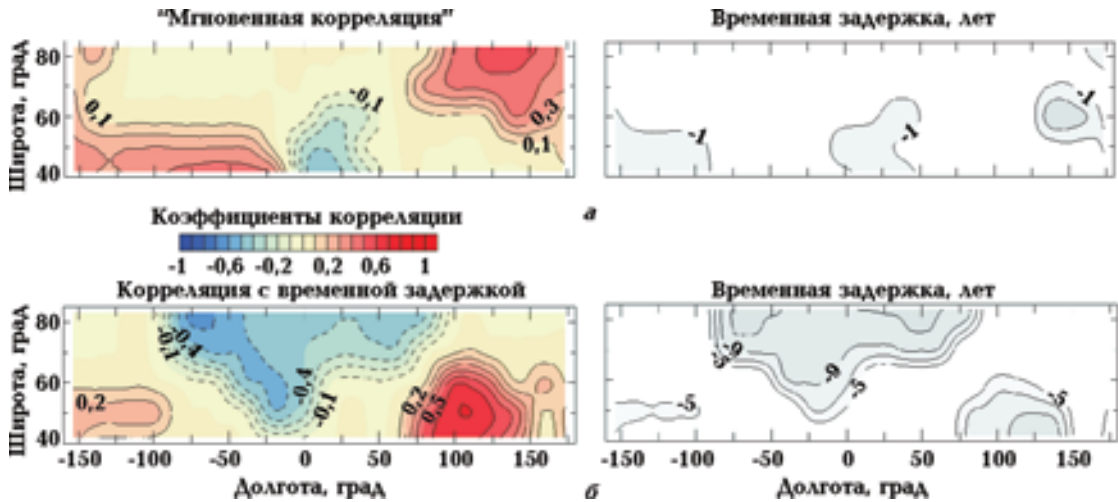 “Мгновенная корреляция”
Временная задержка, лет
Широта, град
80
60
40
0,1
-0,1
0,3
0,1
-1
-1
-1
Коэффициенты корреляции
а
-1 -0,6 -0,2 0,2 0,6 1
Корреляция с временной задержкой
Временная задержка, лет
Широта, град
80
60
40
0,2
-0,1
-0,4
-0,4
-0,1
0,2
-9
-9
-5
-5
-5
-150 -100 -50 0 50 100 150
-150 -100 -50 0 50 100 150
Долгота, град
б
Долгота, град